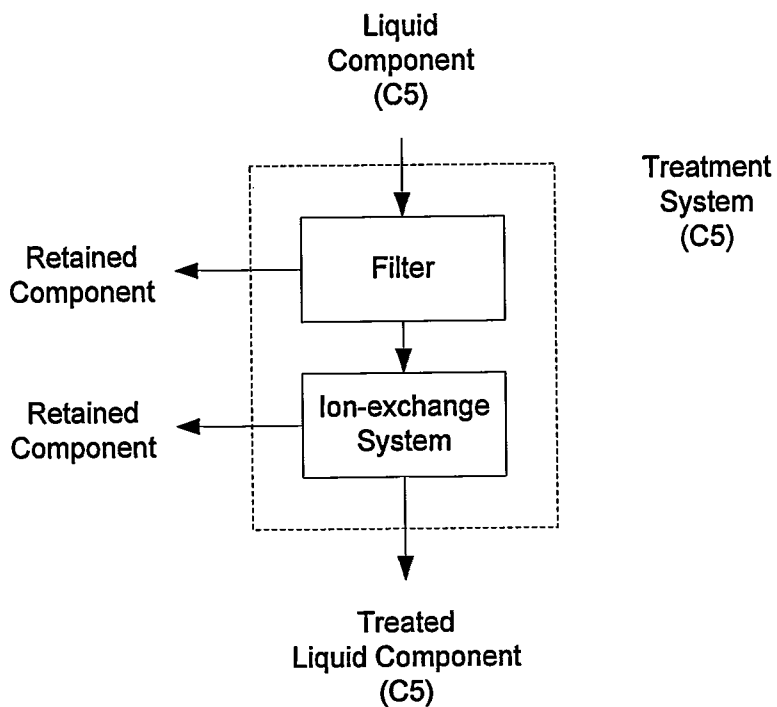 Liquid
Component
(C5)
Treatment
System
(C5)
Filter
Retained
Component
Ion-exchange
System
Retained
Component
Treated
Liquid Component
(C5)